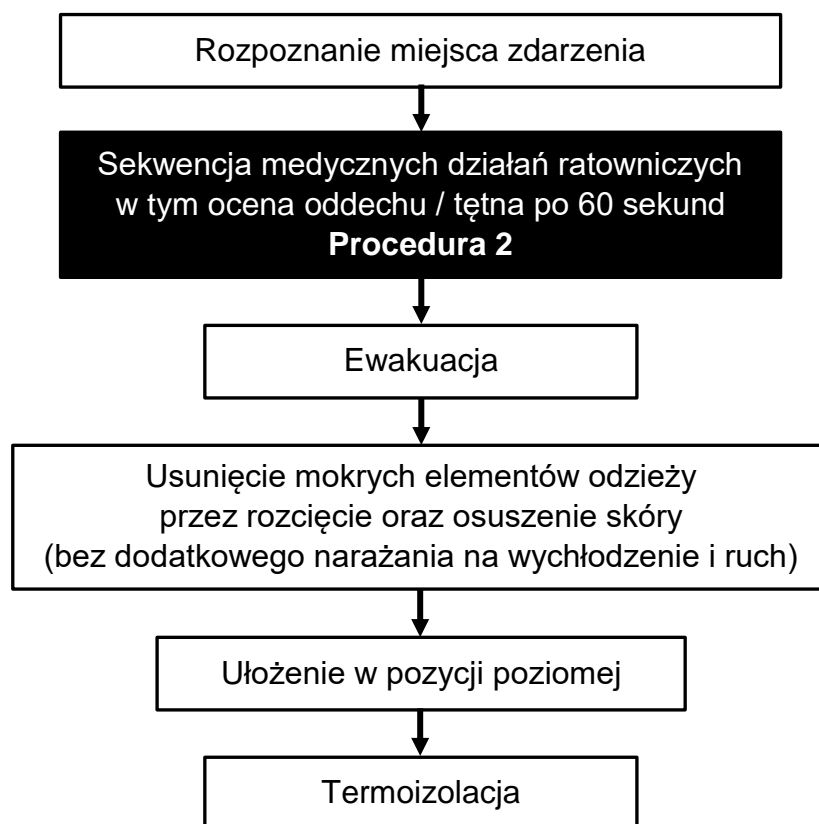 Rozpoznanie miejsca zdarzenia
Sekwencja medycznych działań ratowniczych
w tym ocena oddechu / tętna po 60 sekund
Procedura 2
Ewakuacja
Usunięcie mokrych elementów odzieży
przez rozcięcie oraz osuszenie skóry
(bez dodatkowego narażania na wychłodzenie i ruch)
Ułożenie w pozycji poziomej
Termoizolacja